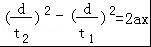 (d/t₂)² - (d/t₁)² = 2ax